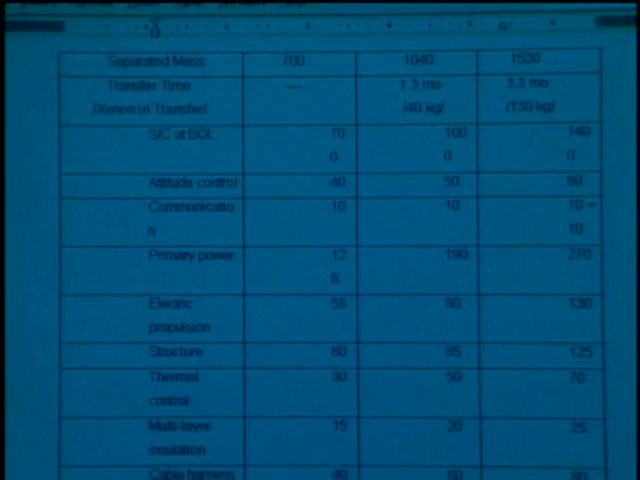 Separated Mass 700 1040 1530
Transfer Time — 1.3 mo 3.3 mo
/Xenon in Transfer/ /40 kg/ /130 kg/
S/C at BOL 70 100 140
0 0 0
Attitude control 40 50 60
Communicatio 10 10 10 +
n 10
Primary power 12 190 270
6
Electric 58 80 130
propulsion
Structure 60 85 125
Thermal 30 50 70
control
Multi-layer 15 20 25
insulation
Cable harness 40 60